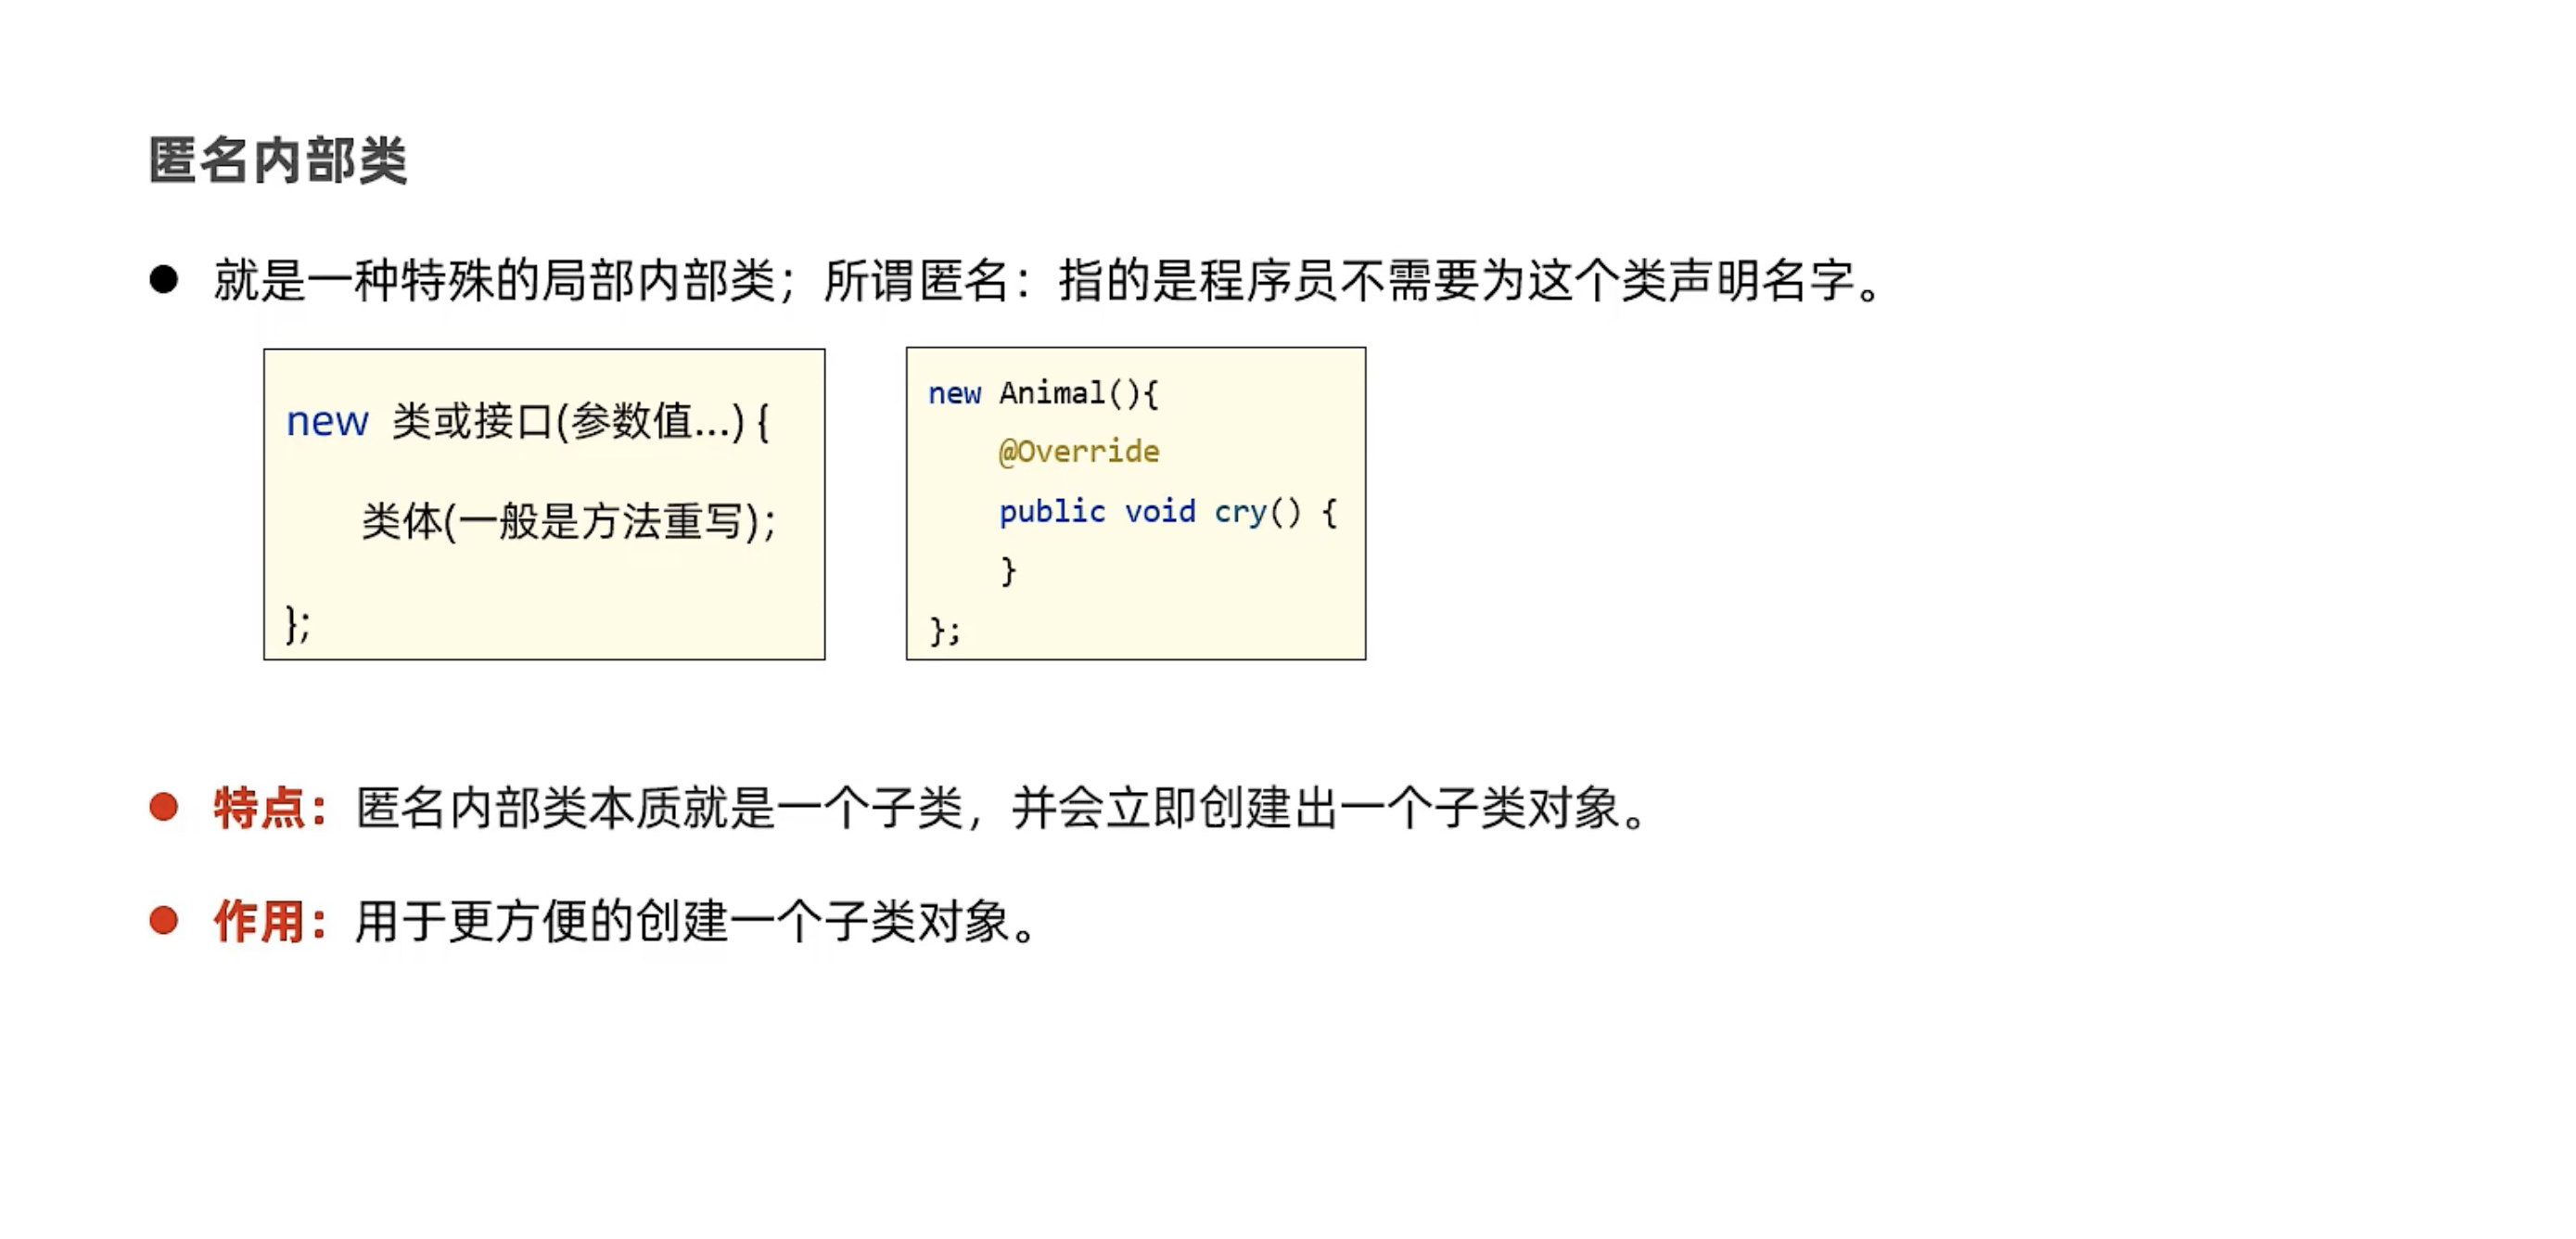 匿名内部类
就是一种特殊的局部内部类；所谓匿名：指的是程序员不需要为这个类声明名字。
new 类或接口(参数值...) {
类体(一般是方法重写);
};
new Animal(){
@Override
public void cry() {
}
};
特点：匿名内部类本质就是一个子类，并会立即创建出一个子类对象。
作用：用于更方便的创建一个子类对象。